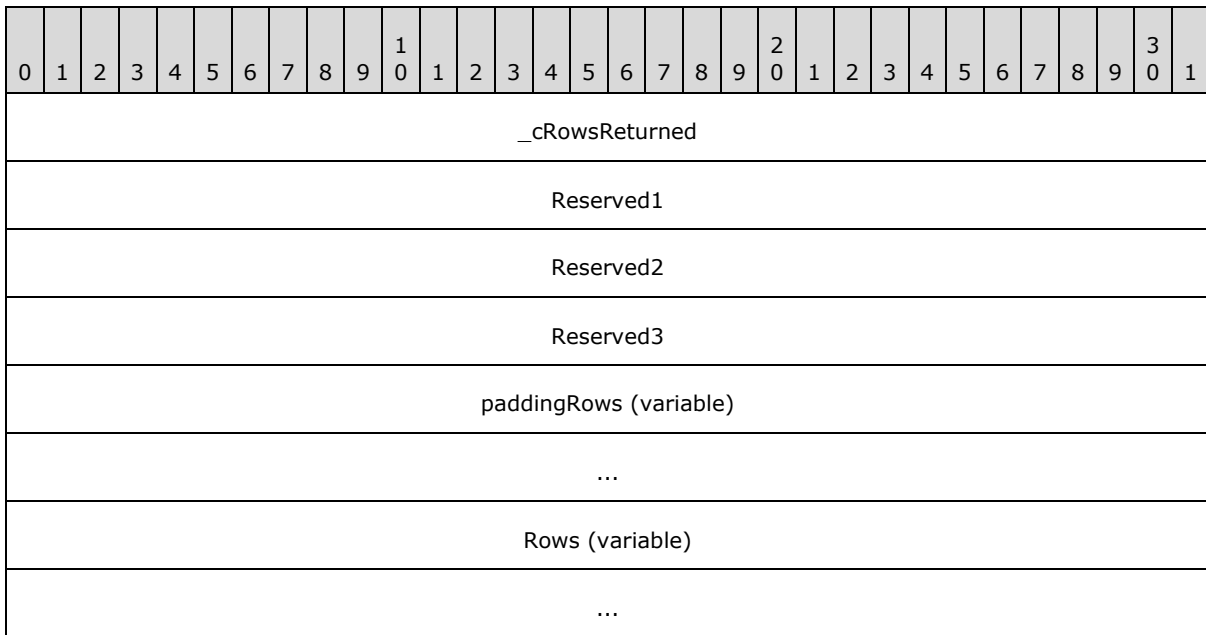 0 1 2 3 4 5 6 7 8 9 1 0 1 2 3 4 5 6 7 8 9 2 0 1 2 3 4 5 6 7 8 9 3 0 1
_cRowsReturned
Reserved1
Reserved2
Reserved3
paddingRows (variable)
...
Rows (variable)
...